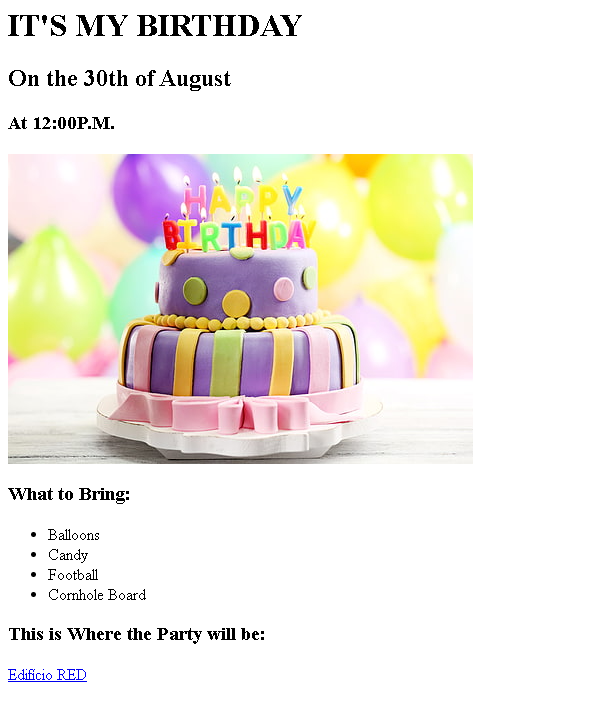 IT'S MY BIRTHDAY
On the 30th of August
At 12:00P.M.
HAPPY
BIRTHDAY
What to Bring:
Balloons
Candy
Football
Cornhole Board
This is Where the Party will be:
Edifício RED